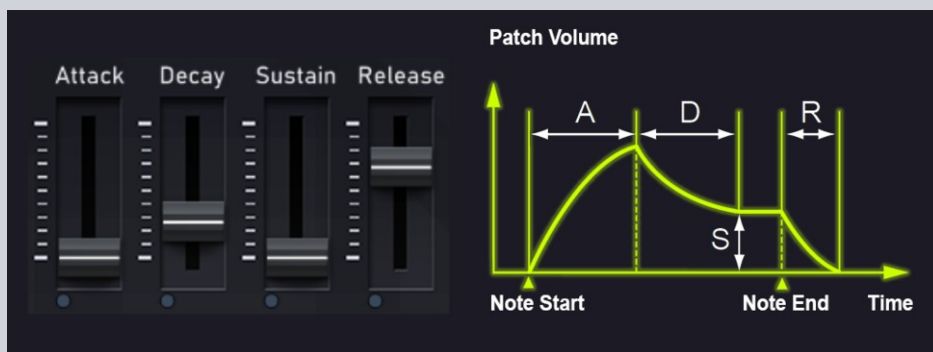 Attack Decay Sustain Release
Patch Volume
A D R
S
Note Start Note End Time